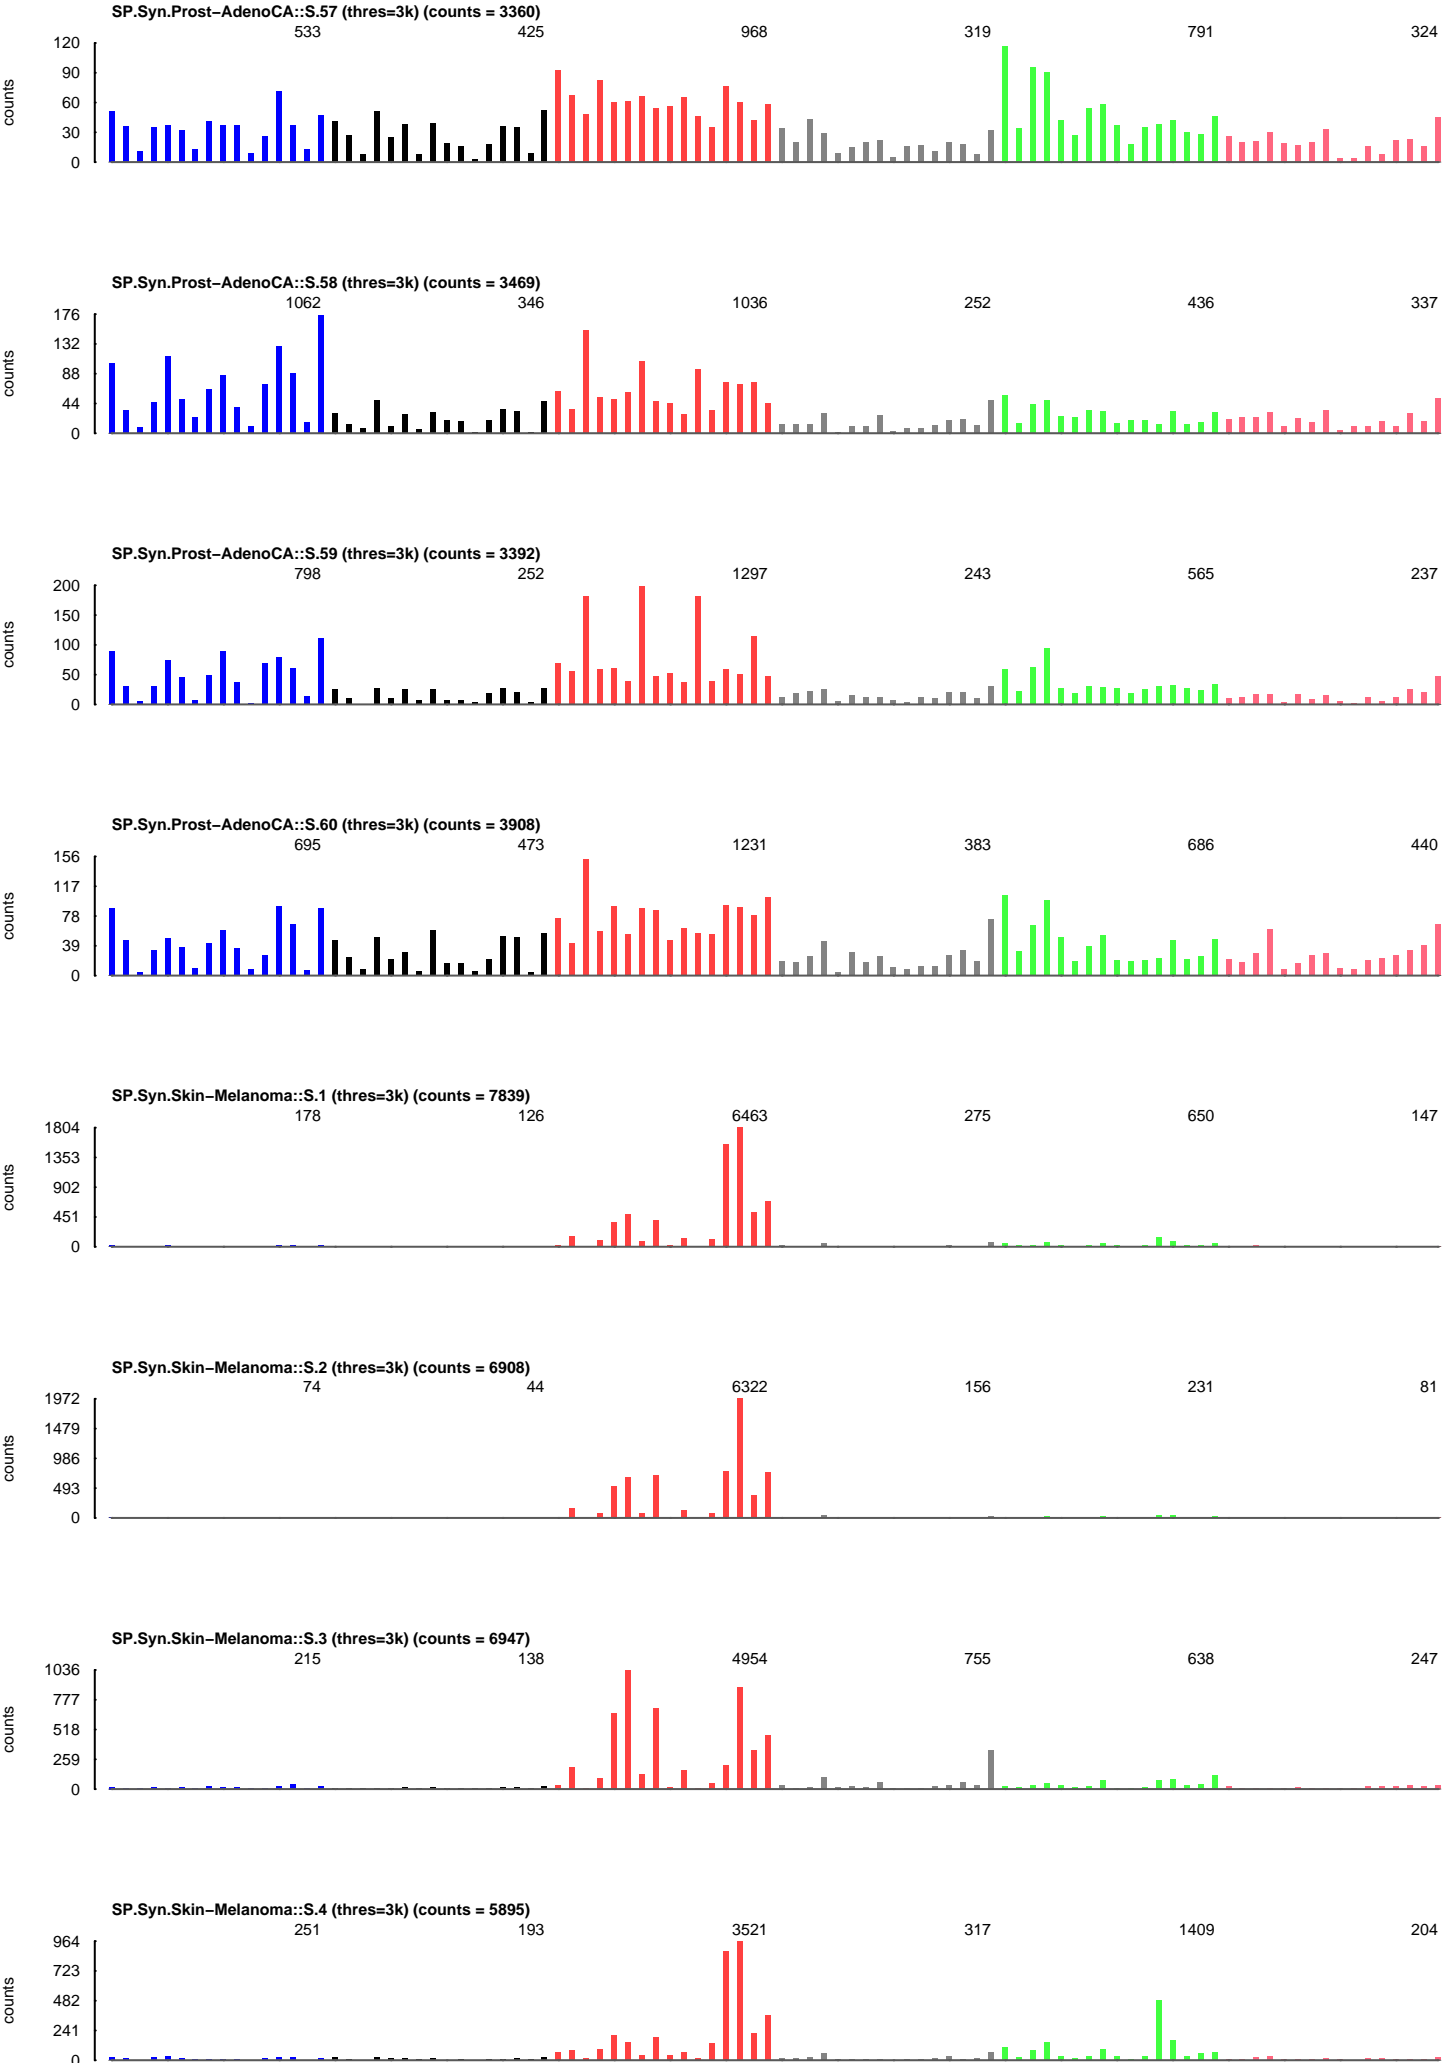 SP.Syn.Prost−AdenoCA::S.57 (thres=3k) (counts = 3360)
533 425 968 319 791 324
120
90
60
30
0
counts
SP.Syn.Prost−AdenoCA::S.58 (thres=3k) (counts = 3469)
1062 346 1036 252 436 337
176
132
88
44
0
counts
SP.Syn.Prost−AdenoCA::S.59 (thres=3k) (counts = 3392)
798 252 1297 243 565 237
200
150
100
50
0
counts
SP.Syn.Prost−AdenoCA::S.60 (thres=3k) (counts = 3908)
695 473 1231 383 686 440
156
117
78
39
0
counts
SP.Syn.Skin−Melanoma::S.1 (thres=3k) (counts = 7839)
178 126 6463 275 650 147
1804
1353
902
451
0
counts
SP.Syn.Skin−Melanoma::S.2 (thres=3k) (counts = 6908)
74 44 6322 156 231 81
1972
1479
986
493
0
counts
SP.Syn.Skin−Melanoma::S.3 (thres=3k) (counts = 6947)
215 138 4954 755 638 247
1036
777
518
259
0
counts
SP.Syn.Skin−Melanoma::S.4 (thres=3k) (counts = 5895)
251 193 3521 317 1409 204
964
723
482
241
0
counts